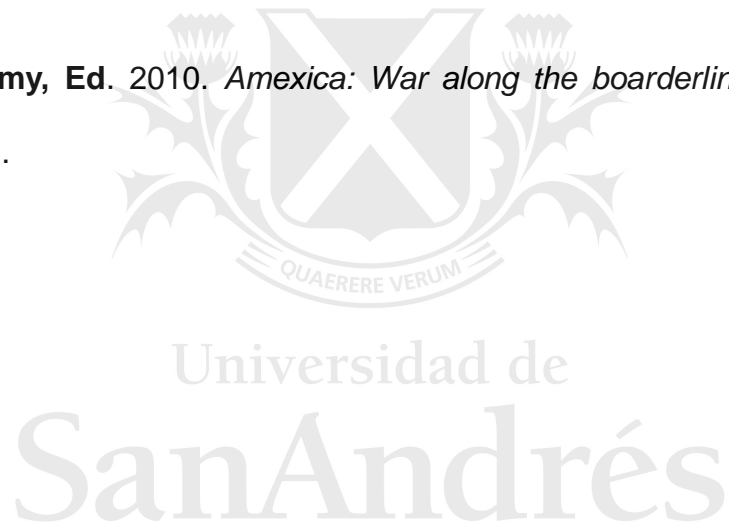 my, Ed. 2010. Amexica: War along the boarderlin
.
QUAERERE VERUM
Universidad de
SanAndrés